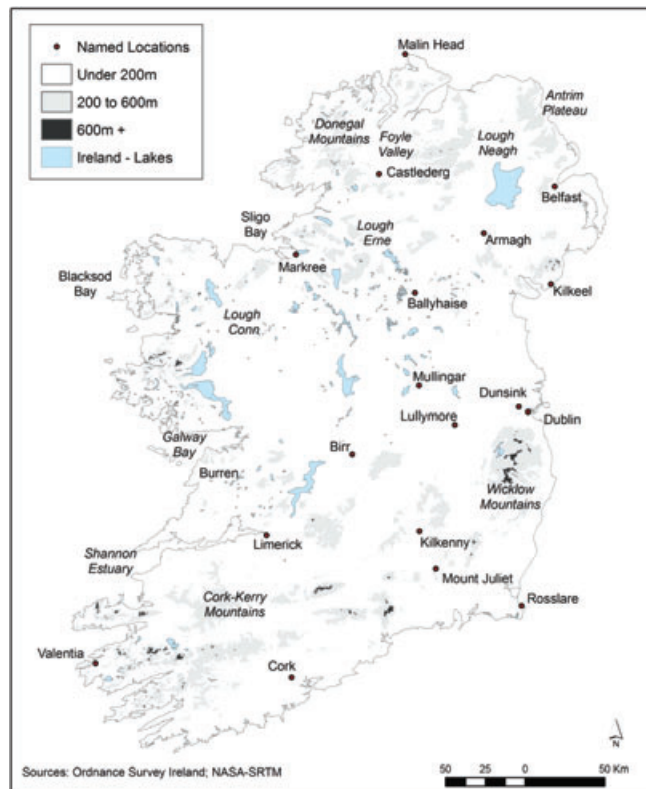 Named Locations
Under 200m
200 to 600m
600m +
Ireland - Lakes
Malin Head
Antrim
Plateau
Donegal
Mountains
Foyle
Valley
Lough
Neagh
Castlederg
Belfast
Sligo
Bay
Lough
Erne
Armagh
Markree
Blacksod
Bay
Ballyhaise
Kilkeel
Lough
Conn
Mullingar
Dunsink
Dublin
Lullymore
Galway
Bay
Birr
Burren
Wicklow
Mountains
Limerick
Kilkenny
Shannon
Estuary
Mount Juliet
Cork-Kerry
Mountains
Rosslare
Valentia
Cork
N
Sources: Ordnance Survey Ireland; NASA-SRTM
50 25 0 50 Km